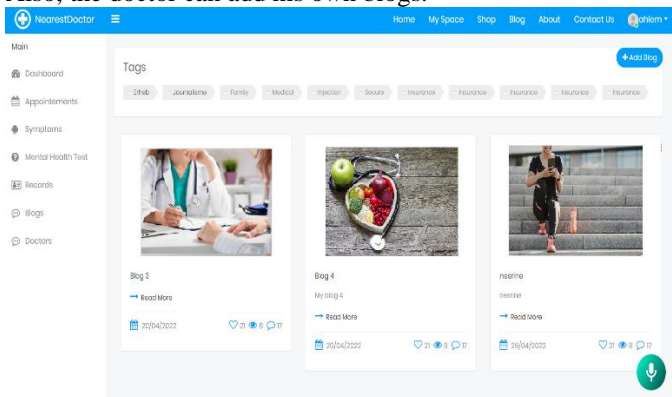 Also, the doctor can add his own blogs.
NearestDoctor
Home My Space Shop Blog About Contact Us ahlem
Main
+Add Blog
Tags
Dashboard
Etheb Journalisme Family Medical Injection Secure Insurance Insurance Insurance Insurance Insurance
Appointements
Symptoms
Mental Health Test
Records
Blogs
Doctors
Blog 3
Read More
20/04/2022 21 8 17
Blog 4
My blog 4
Read More
20/04/2022 21 8 17
nesrine
nesrine
Read More
26/04/2022 21 8 17